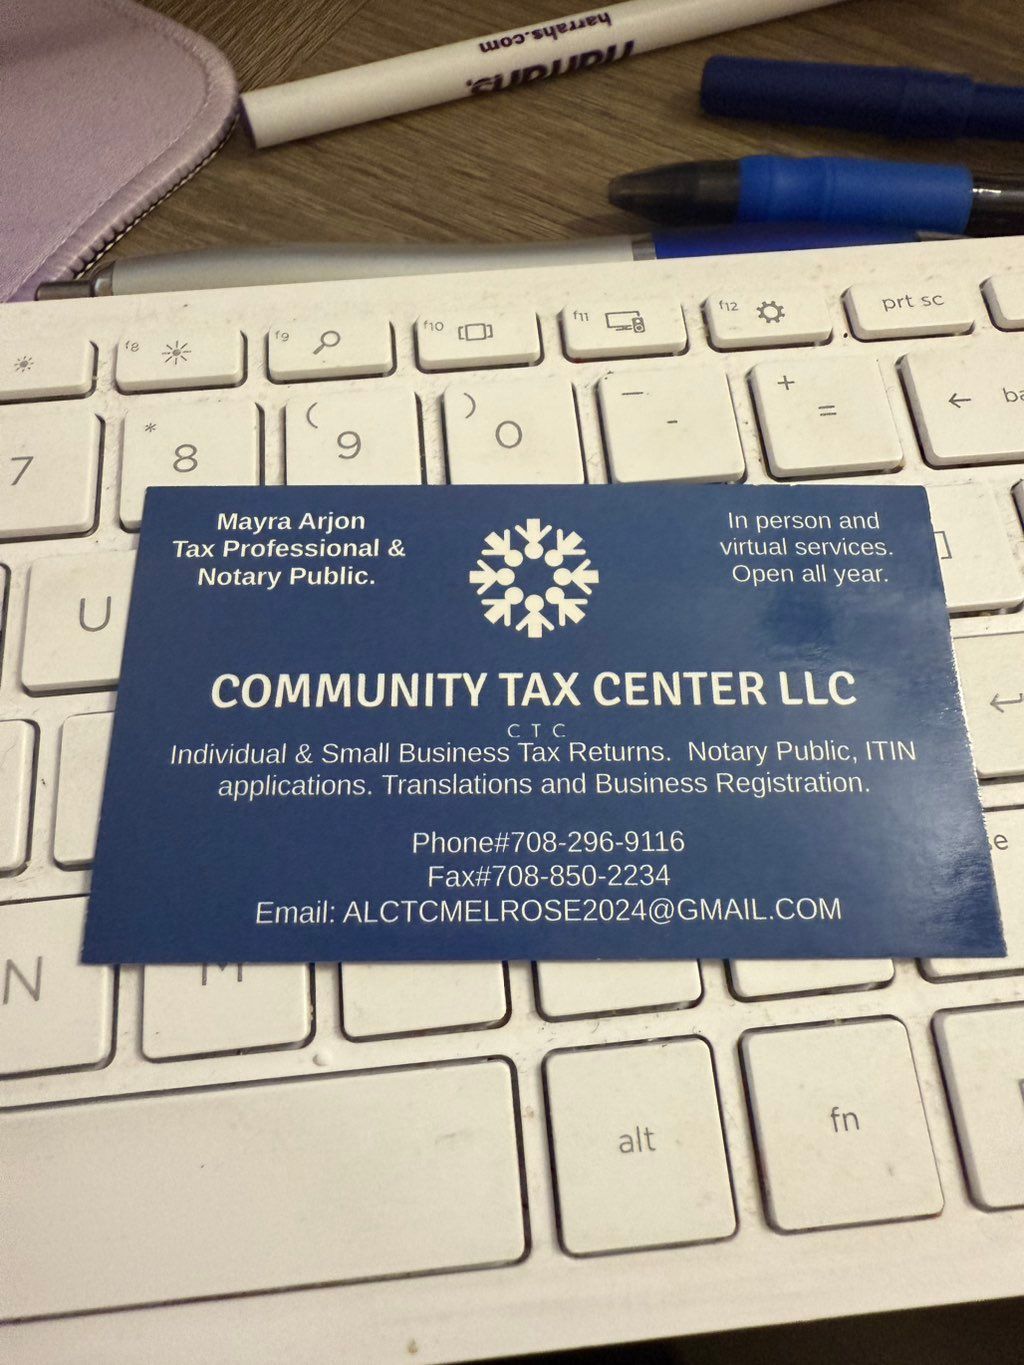 harrahs.com
Harrahs.
f8
f9
f10
f11
f12
prt sc
7
* 8
( 9
) 0
— -
+ =
← ba
U
]
Mayra Arjon
Tax Professional &
Notary Public.
In person and
virtual services.
Open all year.
COMMUNITY TAX CENTER LLC
CTC
Individual & Small Business Tax Returns. Notary Public, ITIN
applications. Translations and Business Registration.
Phone#708-296-9116
Fax#708-850-2234
Email: ALCTCMELROSE2024@GMAIL.COM
N
M
alt
fn